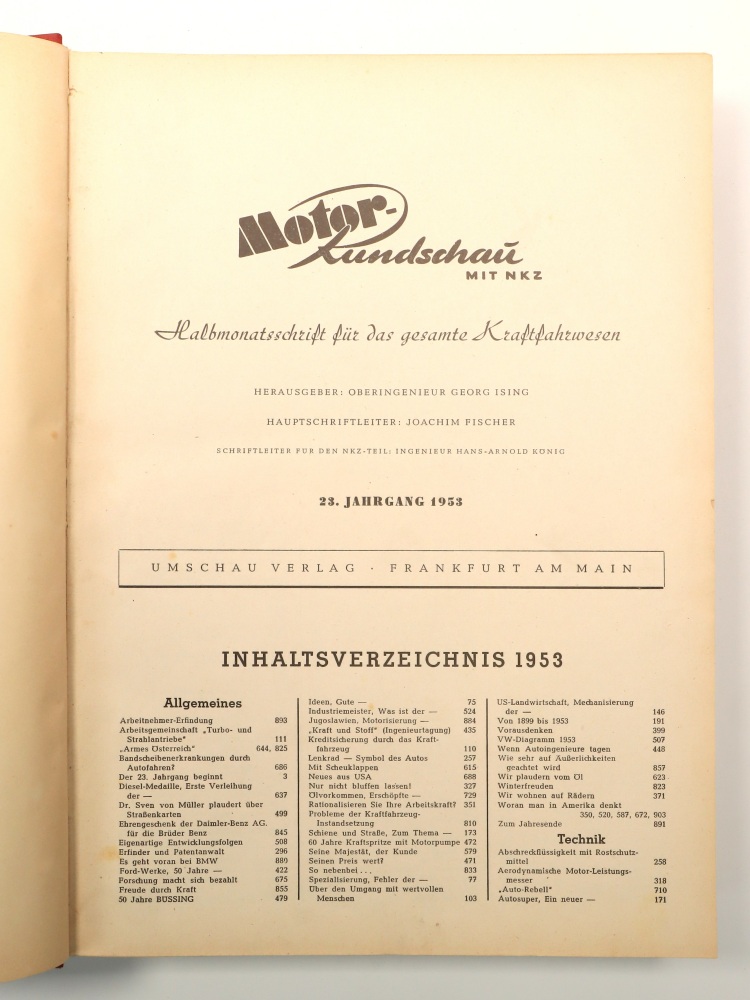 Motor-
Rundschau
MIT NKZ
Halbmonatsschrift für das gesamte Kraftfahrwesen
HERAUSGEBER: OBERINGENIEUR GEORG ISING
HAUPTSCHRIFTLEITER: JOACHIM FISCHER
SCHRIFTLEITER FÜR DEN NKZ-TEIL: INGENIEUR HANS-ARNOLD KÖNIG
23. JAHRGANG 1953
UMSCHAU VERLAG · FRANKFURT AM MAIN
INHALTSVERZEICHNIS 1953
Allgemeines
Arbeitnehmer-Erfindung 893
Arbeitsgemeinschaft „Turbo- und
Strahlantriebe" 111
„Armes Österreich" 644, 825
Bandscheibenerkrankungen durch
Autofahren? 686
Der 23. Jahrgang beginnt 3
Diesel-Medaille, Erste Verleihung
der — 637
Dr. Sven von Müller plaudert über
Straßenkarten 499
Ehrengeschenk der Daimler-Benz AG.
für die Brüder Benz 845
Eigenartige Entwicklungsfolgen 508
Erfinder und Patentanwalt 296
Es geht voran bei BMW 880
Ford-Werke, 50 Jahre — 422
Forschung macht sich bezahlt 675
Freude durch Kraft 855
50 Jahre BÜSSING 479
Ideen, Gute — 75
Industriemeister, Was ist der — 524
Jugoslawien, Motorisierung — 884
„Kraft und Stoff" (Ingenieurtagung) 435
Kreditsicherung durch das Kraft-
fahrzeug 110
Lenkrad — Symbol des Autos 257
Mit Scheuklappen 615
Neues aus USA 688
Nur nicht bluffen lassen! 327
Ölvorkommen, Erschöpfte — 729
Rationalisieren Sie Ihre Arbeitskraft? 351
Probleme der Kraftfahrzeug-
Instandsetzung 810
Schiene und Straße, Zum Thema — 173
60 Jahre Kraftspritze mit Motorpumpe 472
Seine Majestät, der Kunde 579
Seinen Preis wert? 471
So nebenbei . . . 833
Spezialisierung, Fehler der — 77
Über den Umgang mit wertvollen
Menschen 103
US-Landwirtschaft, Mechanisierung
der — 146
Von 1899 bis 1953 191
Vorausdenken 399
VW-Diagramm 1953 507
Wenn Autoingenieure tagen 448
Wie sehr auf Äußerlichkeiten
geachtet wird 857
Wir plaudern vom Öl 623
Winterfreuden 823
Wir wohnen auf Rädern 371
Woran man in Amerika denkt
350, 520, 587, 672, 903
Zum Jahresende 891
Technik
Abschreckflüssigkeit mit Rostschutz-
mittel 258
Aerodynamische Motor-Leistungs-
messer 318
„Auto-Rebell" 710
Autosuper, Ein neuer — 171